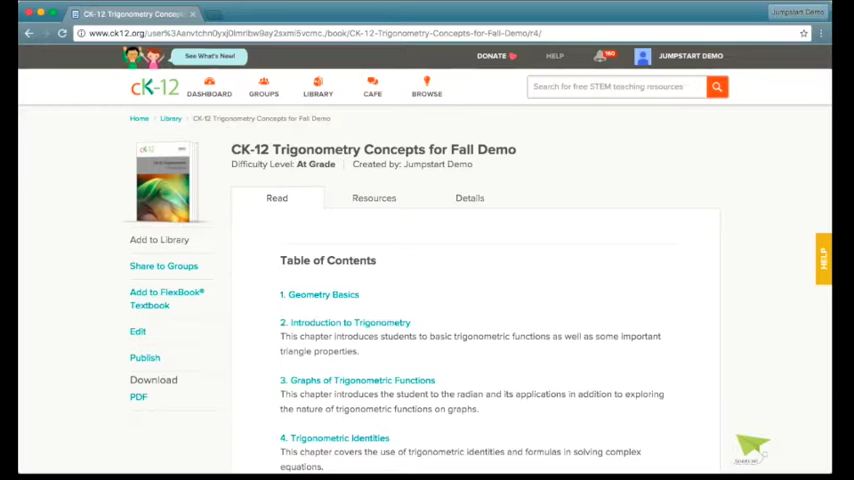 CK-12 Trigonometry Concep
Jumpstart Demo
www.ck12.org/
/book/CK-12-Trigonometry-Concepts-for-Fall-Demo/r4/
See What's New!
DONATE
HELP
160
JUMPSTART DEMO
cK-12
DASHBOARD
GROUPS
LIBRARY
CAFE
BROWSE
Search for free STEM teaching resources
Home
Library
CK-12 Trigonometry Concepts for Fall Demo
CK-12 Trigonometry Concepts for Fall Demo
Difficulty Level: At Grade | Created by: Jumpstart Demo
Read
Resources
Details
Add to Library
Share to Groups
Add to FlexBook®
Textbook
Edit
Publish
Download
PDF
Table of Contents
1. Geometry Basics
2. Introduction to Trigonometry
This chapter introduces students to basic trigonometric functions as well as some important
triangle properties.
3. Graphs of Trigonometric Functions
This chapter introduces the student to the radian and its applications in addition to exploring
the nature of trigonometric functions on graphs.
4. Trigonometric Identities
This chapter covers the use of trigonometric identities and formulas in solving complex
equations.
HELP